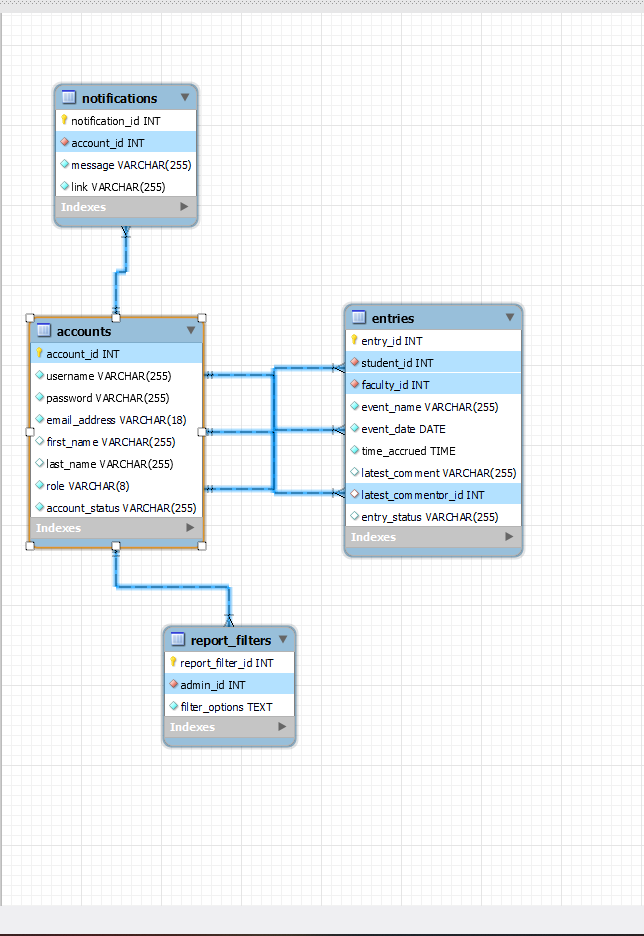 notifications
notification_id INT
account_id INT
message VARCHAR(255)
link VARCHAR(255)
Indexes
accounts
account_id INT
username VARCHAR(255)
password VARCHAR(255)
email_address VARCHAR(18)
first_name VARCHAR(255)
last_name VARCHAR(255)
role VARCHAR(8)
account_status VARCHAR(255)
Indexes
entries
entry_id INT
student_id INT
faculty_id INT
event_name VARCHAR(255)
event_date DATE
time_accrued TIME
latest_comment VARCHAR(255)
latest_commentor_id INT
entry_status VARCHAR(255)
Indexes
report_filters
report_filter_id INT
admin_id INT
filter_options TEXT
Indexes